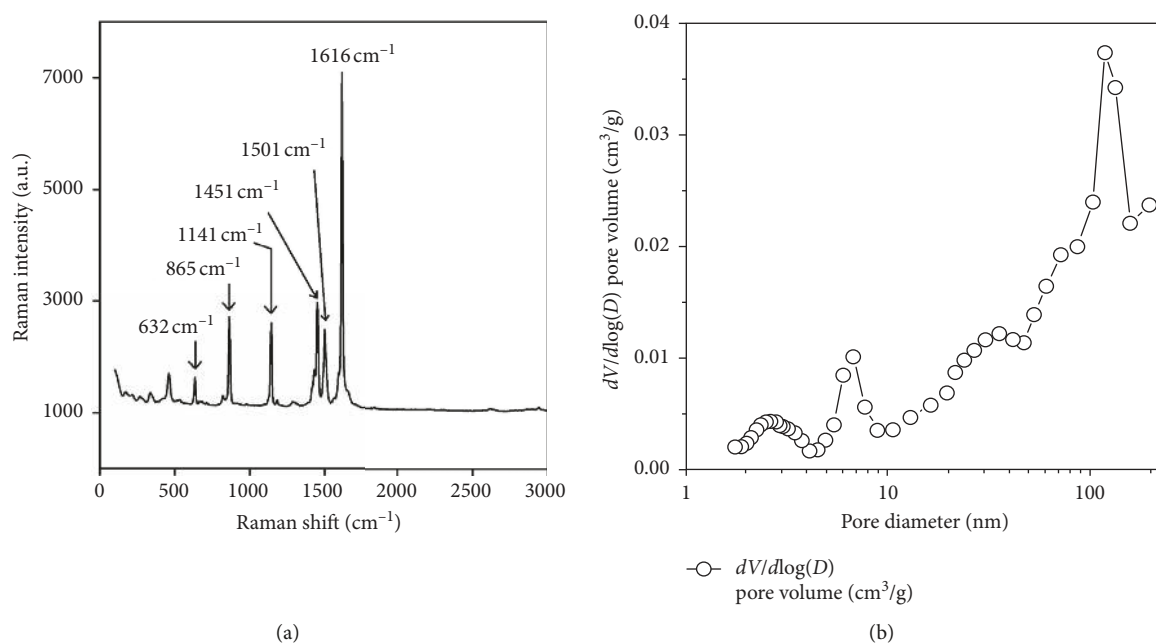 1616 cm⁻¹
7000
1501 cm⁻¹
5000
1451 cm⁻¹
1141 cm⁻¹
865 cm⁻¹
3000
632 cm⁻¹
1000
0 500 1000 1500 2000 2500 3000
Raman shift (cm⁻¹)
Raman intensity (a.u.)
(a)
0.04
0.03
0.02
0.01
0.00
1 10 100
Pore diameter (nm)
dV/dlog(D) pore volume (cm³/g)
dV/dlog(D)
pore volume (cm³/g)
(b)